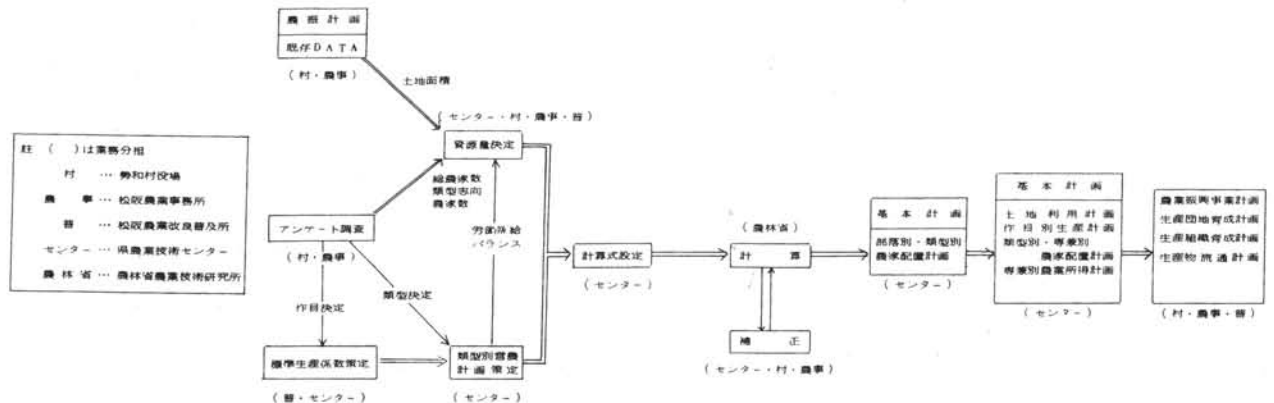 農振計画
既存DATA
(村・農事)
土地面積
(センター・村・農事・普)
資源量決定
註 ( )は業務分担
村 … 勢和村役場
農事 … 松阪農業事務所
普 … 松阪農業改良普及所
センター … 県農業技術センター
農林省 … 農林省農業技術研究所
総農家数
類型志向
農家数
アンケート調査
(村・農事)
労働需給
バランス
作目決定
類型決定
標準生産係数策定
(普・センター)
類型別営農
計画策定
(センター)
計算式設定
(センター)
(農林省)
計算
補正
(センター・村・農事)
基本計画
部落別・類型別
農家配置計画
(センター)
基本計画
土地利用計画
作目別生産計画
類型別・専兼別
農家配置計画
専兼別農業所得計画
(センター)
農業振興事業計画
生産団地育成計画
生産組織育成計画
生産物流通計画
(村・農事・普)